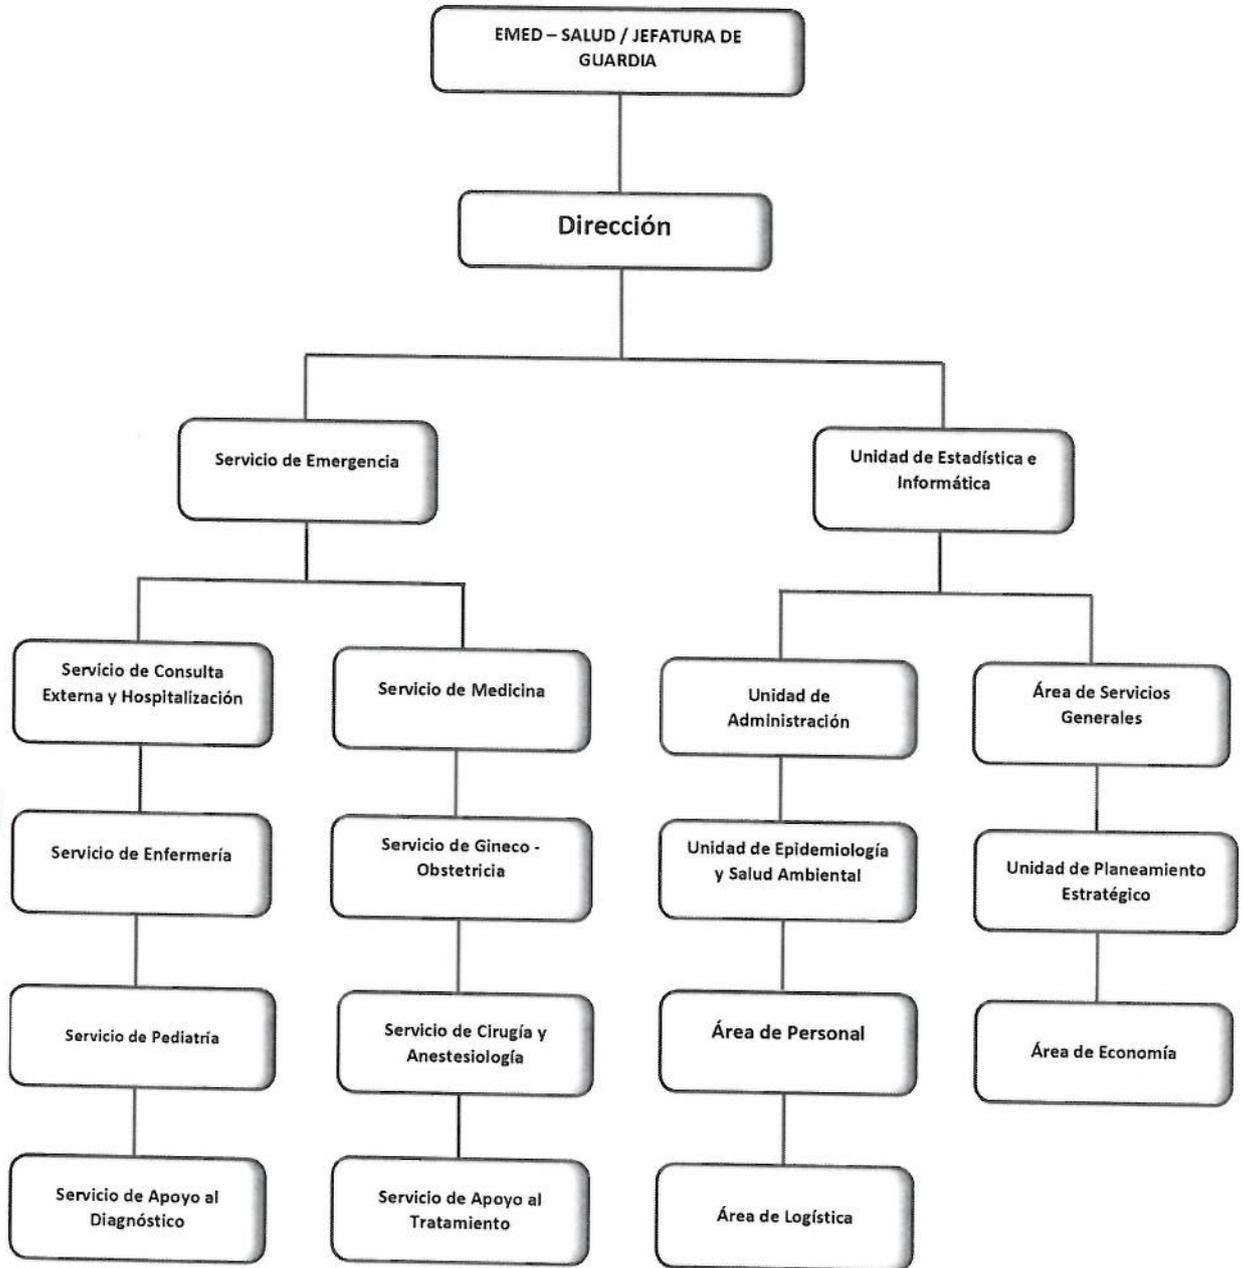 EMED – SALUD / JEFATURA DE
GUARDIA
Dirección
Servicio de Emergencia
Unidad de Estadística e
Informática
Servicio de Consulta
Externa y Hospitalización
Servicio de Medicina
Unidad de
Administración
Área de Servicios
Generales
Servicio de Enfermería
Servicio de Gineco -
Obstetricia
Unidad de Epidemiología
y Salud Ambiental
Unidad de Planeamiento
Estratégico
Servicio de Pediatría
Servicio de Cirugía y
Anestesiología
Área de Personal
Área de Economía
Servicio de Apoyo al
Diagnóstico
Servicio de Apoyo al
Tratamiento
Área de Logística